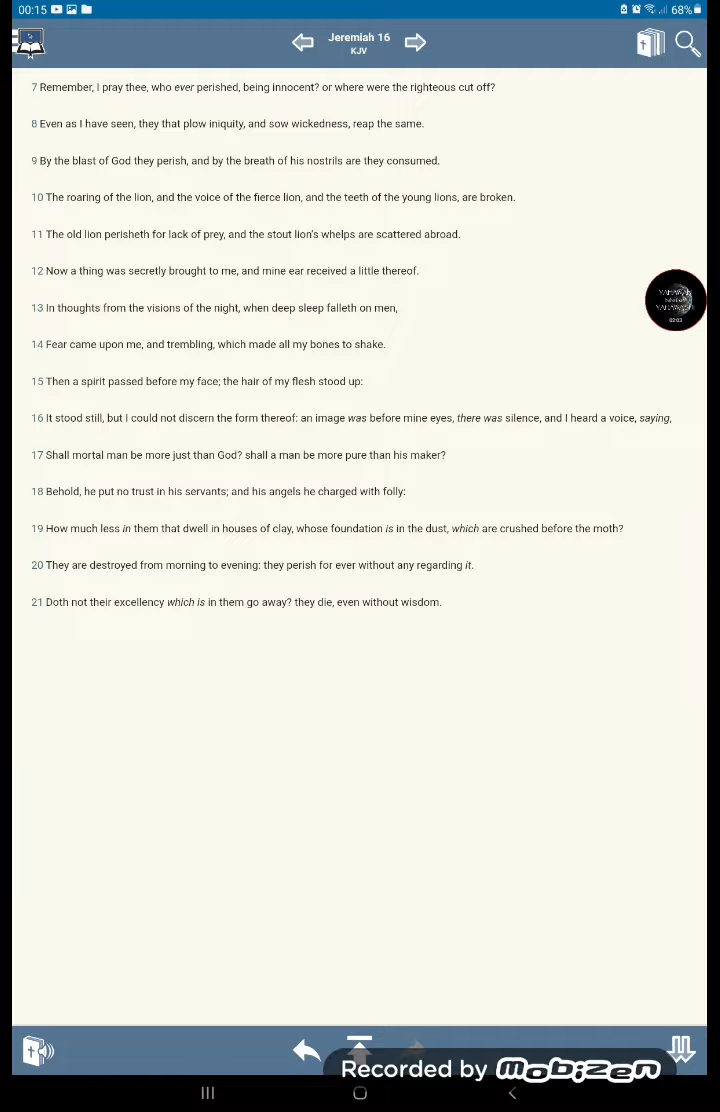 00:15
68%
Jeremiah 16
KJV
7 Remember, I pray thee, who ever perished, being innocent? or where were the righteous cut off?
8 Even as I have seen, they that plow iniquity, and sow wickedness, reap the same.
9 By the blast of God they perish, and by the breath of his nostrils are they consumed.
10 The roaring of the lion, and the voice of the fierce lion, and the teeth of the young lions, are broken.
11 The old lion perisheth for lack of prey, and the stout lion's whelps are scattered abroad.
12 Now a thing was secretly brought to me, and mine ear received a little thereof.
YAHAWAH
YAHAWASHI
02:03
13 In thoughts from the visions of the night, when deep sleep falleth on men,
14 Fear came upon me, and trembling, which made all my bones to shake.
15 Then a spirit passed before my face; the hair of my flesh stood up:
16 It stood still, but I could not discern the form thereof: an image was before mine eyes, there was silence, and I heard a voice, saying,
17 Shall mortal man be more just than God? shall a man be more pure than his maker?
18 Behold, he put no trust in his servants; and his angels he charged with folly:
19 How much less in them that dwell in houses of clay, whose foundation is in the dust, which are crushed before the moth?
20 They are destroyed from morning to evening: they perish for ever without any regarding it.
21 Doth not their excellency which is in them go away? they die, even without wisdom.
Recorded by mobizen